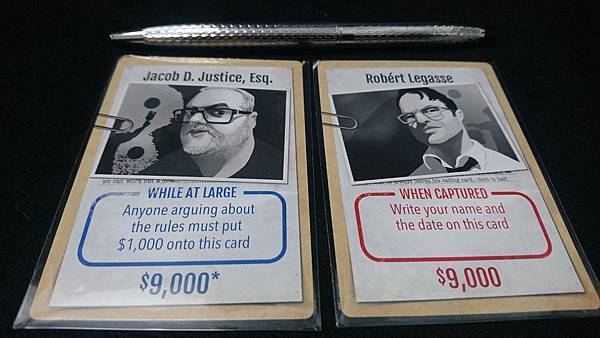 Jacob D. Justice, Esq.
WHILE AT LARGE
Anyone arguing about
the rules must put
$1,000 onto this card
$9,000*
Robért Legasse
WHEN CAPTURED
Write your name and
the date on this card
$9,000